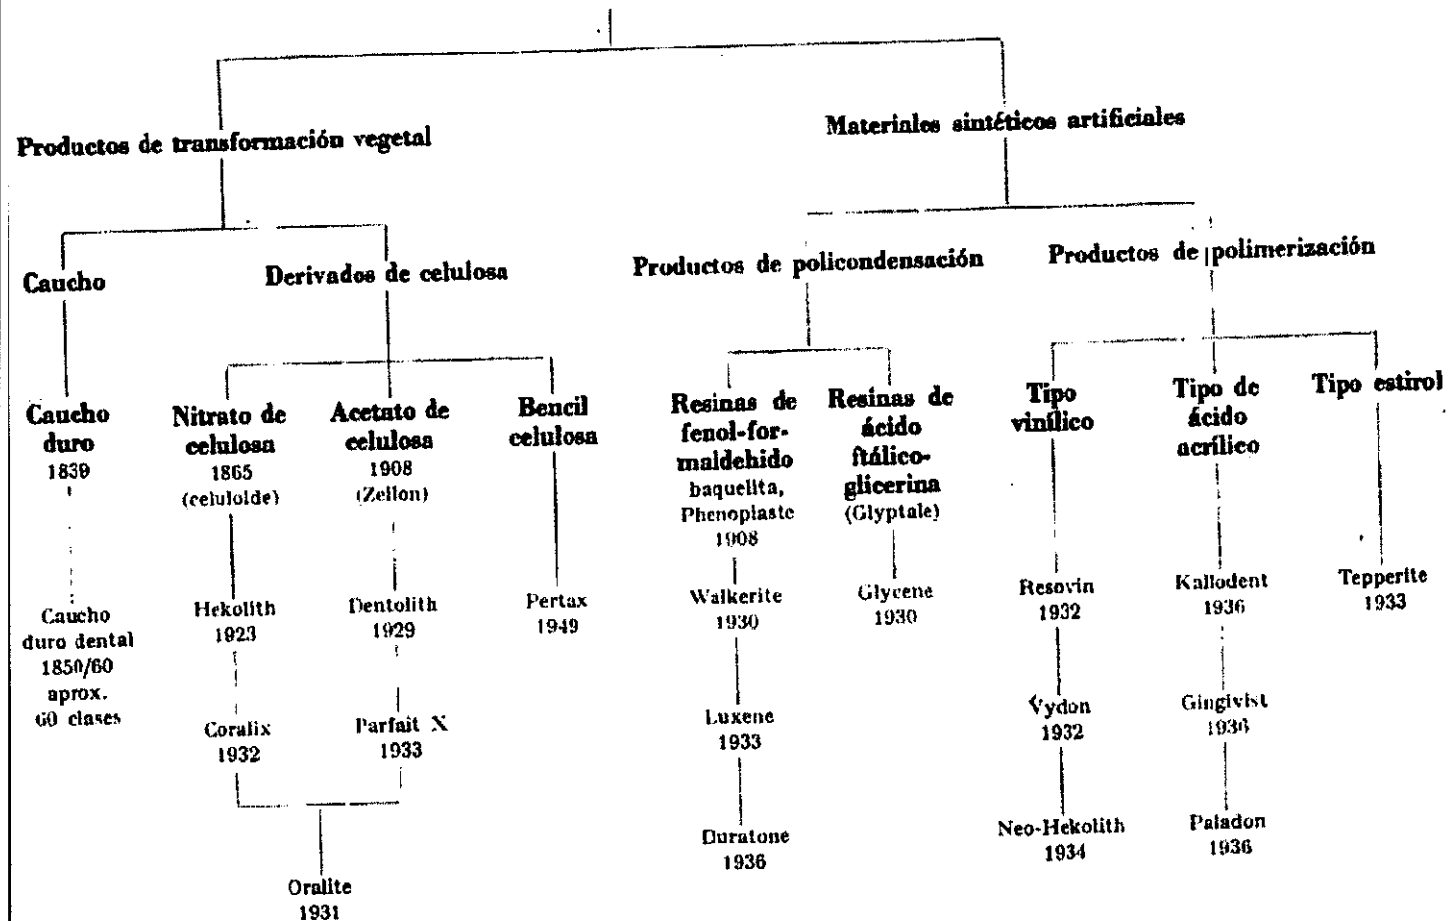 Productos de transformación vegetal
Materiales sintéticos artificiales
Caucho
Derivados de celulosa
Productos de policondensación
Productos de polimerización
Caucho
duro
1839
Nitrato de
celulosa
1865
(celuloide)
Acetato de
celulosa
1908
(Zellon)
Bencil
celulosa
Resinas de
fenol-for-
maldehido
baquelita,
Phenoplaste
1908
Resinas de
ácido
ftálico-
glicerina
(Glyptale)
Tipo
vinílico
Tipo de
ácido
acrílico
Tipo estirol
Caucho
duro dental
1850/60
aprox.
60 clases
Hekolith
1923
Dentolith
1929
Pertax
1949
Walkerite
1930
Glycene
1930
Resovin
1932
Kallodent
1936
Tepperite
1933
Coralix
1932
Parfait X
1933
Luxene
1933
Vydon
1932
Gingivist
1936
Oralite
1931
Duratone
1936
Neo-Hekolith
1934
Paladon
1936